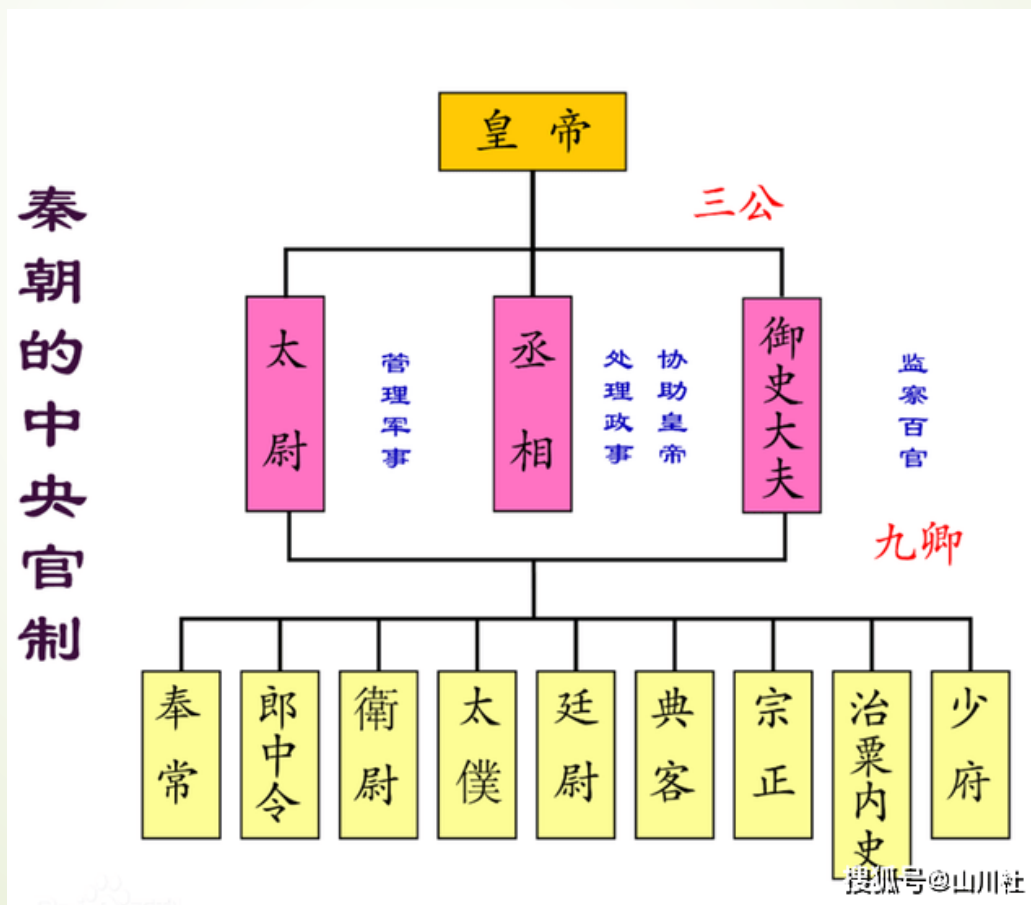 秦朝的中央官制
皇帝
三公
太尉
管理军事
丞相
协助皇帝
处理政事
御史大夫
监察百官
九卿
奉常
郎中令
衛尉
太僕
廷尉
典客
宗正
治粟内史
少府
搜狐号@山川社